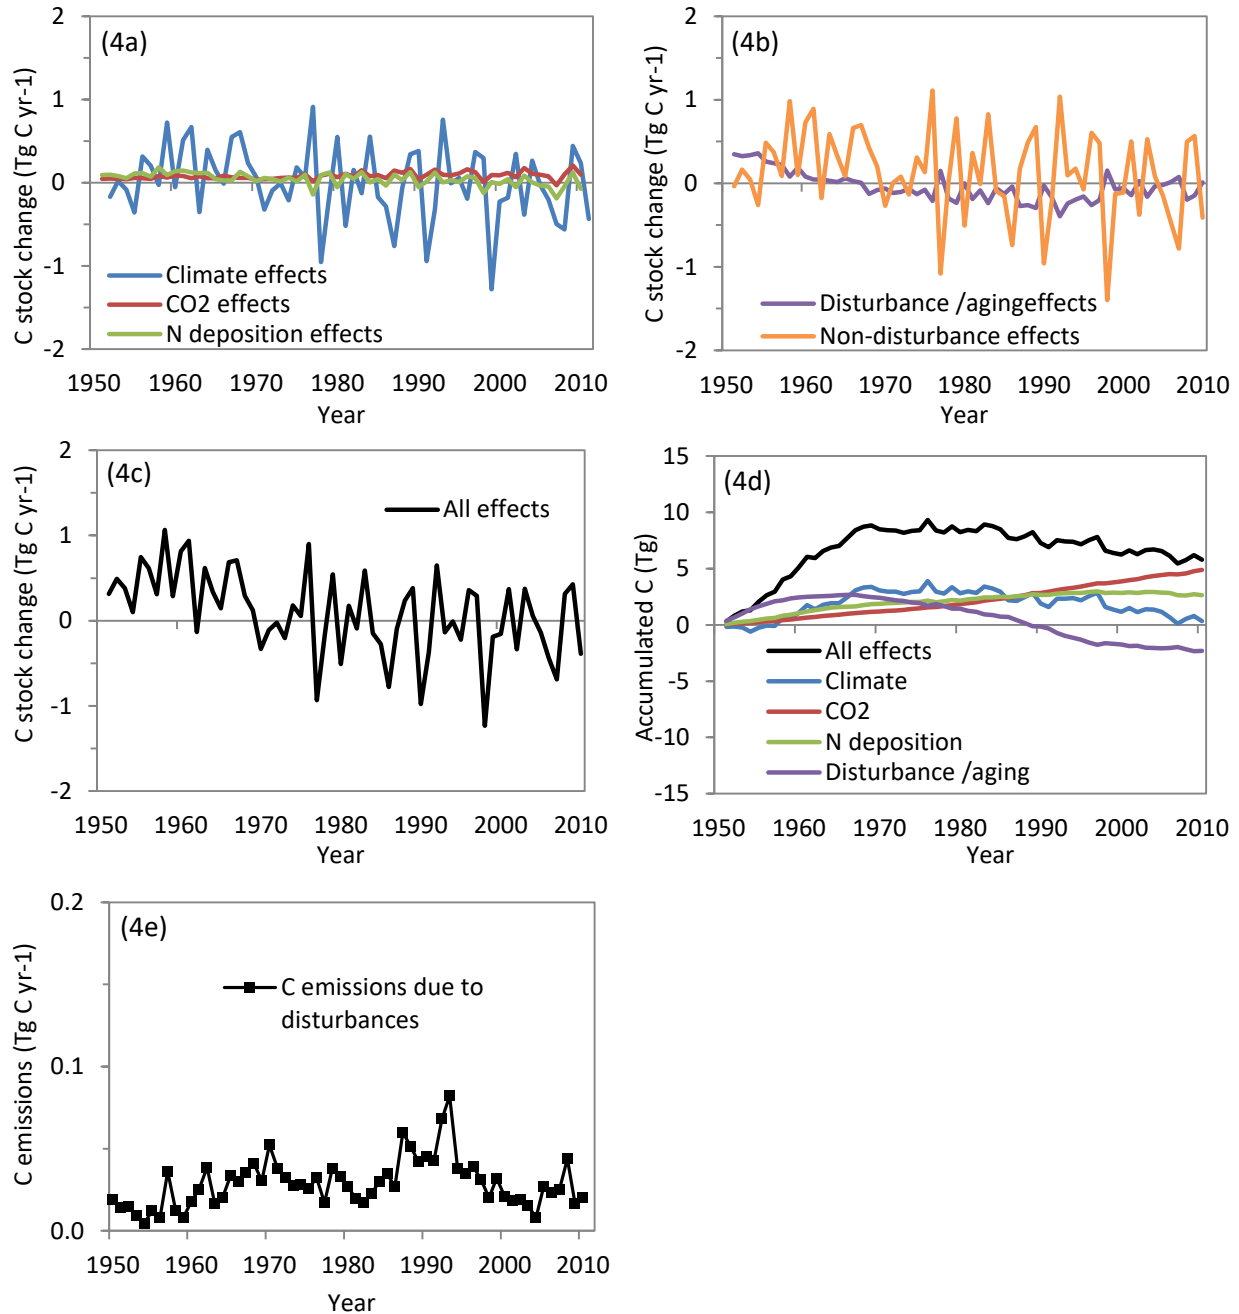 (4a)
C stock change (Tg C yr-1)
2
1
0
-1
-2
Climate effects
CO2 effects
N deposition effects
1950 1960 1970 1980 1990 2000 2010
Year
(4b)
C stock change (Tg C yr-1)
2
1
0
-1
-2
Disturbance /agingeffects
Non-disturbance effects
1950 1960 1970 1980 1990 2000 2010
Year
(4c)
C stock change (Tg C yr-1)
2
1
0
-1
-2
All effects
1950 1960 1970 1980 1990 2000 2010
Year
(4d)
Accumulated C (Tg)
15
10
5
0
-5
-10
-15
All effects
Climate
CO2
N deposition
Disturbance /aging
1950 1960 1970 1980 1990 2000 2010
Year
(4e)
C emissions (Tg C yr-1)
0.2
0.1
0.0
C emissions due to
disturbances
1950 1960 1970 1980 1990 2000 2010
Year